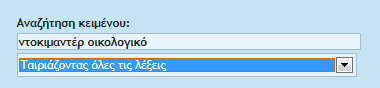 Αναζήτηση κειμένου:
ντοκιμαντέρ οικολογικό
Ταιριάζοντας όλες τις λέξεις